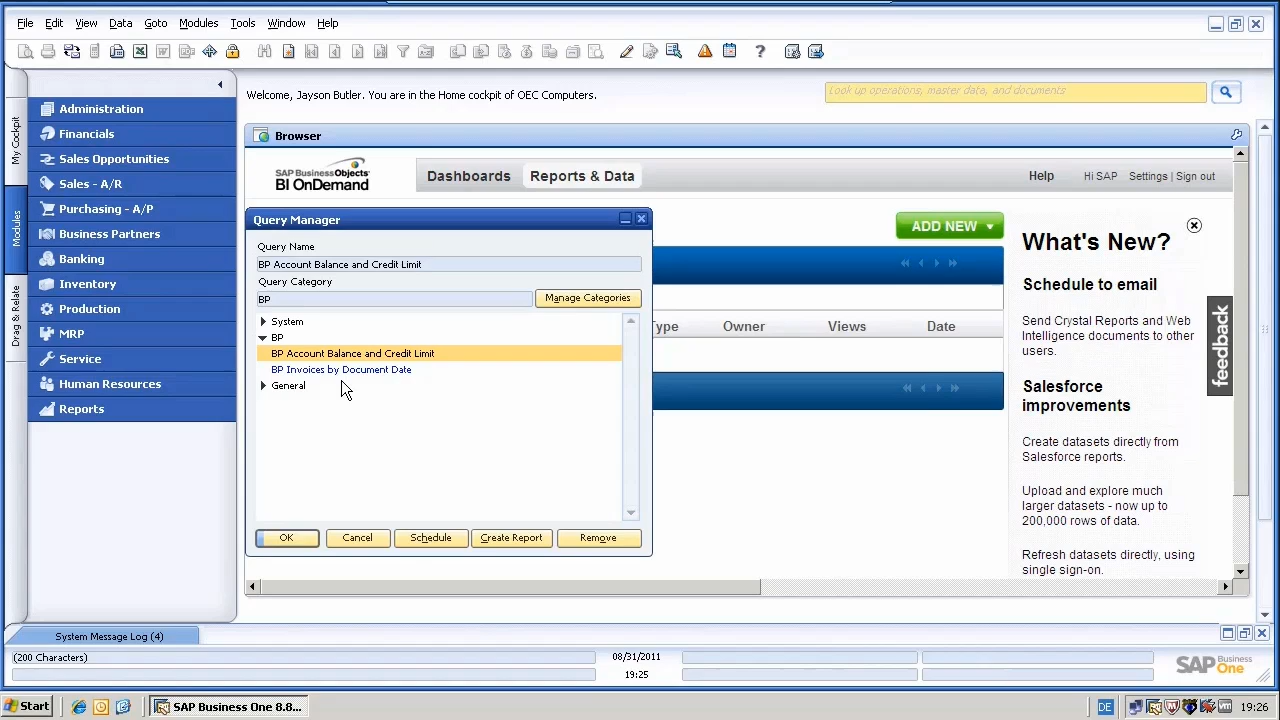 File Edit View Data Goto Modules Tools Window Help
Welcome, Jayson Butler. You are in the Home cockpit of OEC Computers.
Look up operations, master data, and documents
My Cockpit
Modules
Drag & Relate
Administration
Financials
Sales Opportunities
Sales - A/R
Purchasing - A/P
Business Partners
Banking
Inventory
Production
MRP
Service
Human Resources
Reports
Browser
SAP BusinessObjects
BI OnDemand
Dashboards
Reports & Data
Help Hi SAP Settings | Sign out
ADD NEW
Type Owner Views Date
Query Manager
Query Name
BP Account Balance and Credit Limit
Query Category
BP
Manage Categories
System
BP
BP Account Balance and Credit Limit
BP Invoices by Document Date
General
OK Cancel Schedule Create Report Remove
What's New?
Schedule to email
Send Crystal Reports and Web
Intelligence documents to other
users.
Salesforce
improvements
Create datasets directly from
Salesforce reports.
Upload and explore much
larger datasets - now up to
200,000 rows of data.
Refresh datasets directly, using
single sign-on.
feedback
System Message Log (4)
(200 Characters)
08/31/2011
19:25
SAP Business One
Start
SAP Business One 8.8...
DE
19:26